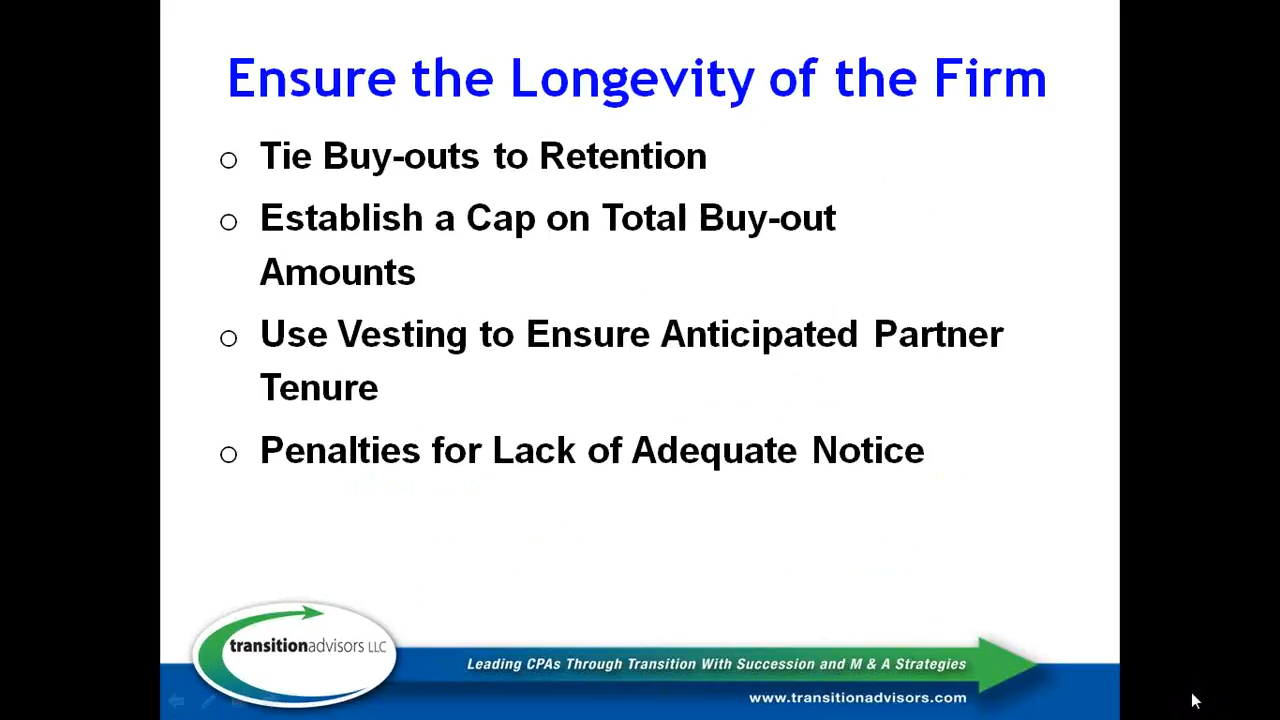 Ensure the Longevity of the Firm
Tie Buy-outs to Retention
Establish a Cap on Total Buy-out
Amounts
Use Vesting to Ensure Anticipated Partner
Tenure
Penalties for Lack of Adequate Notice
transitionadvisors LLC
Leading CPAs Through Transition With Succession and M & A Strategies
www.transitionadvisors.com